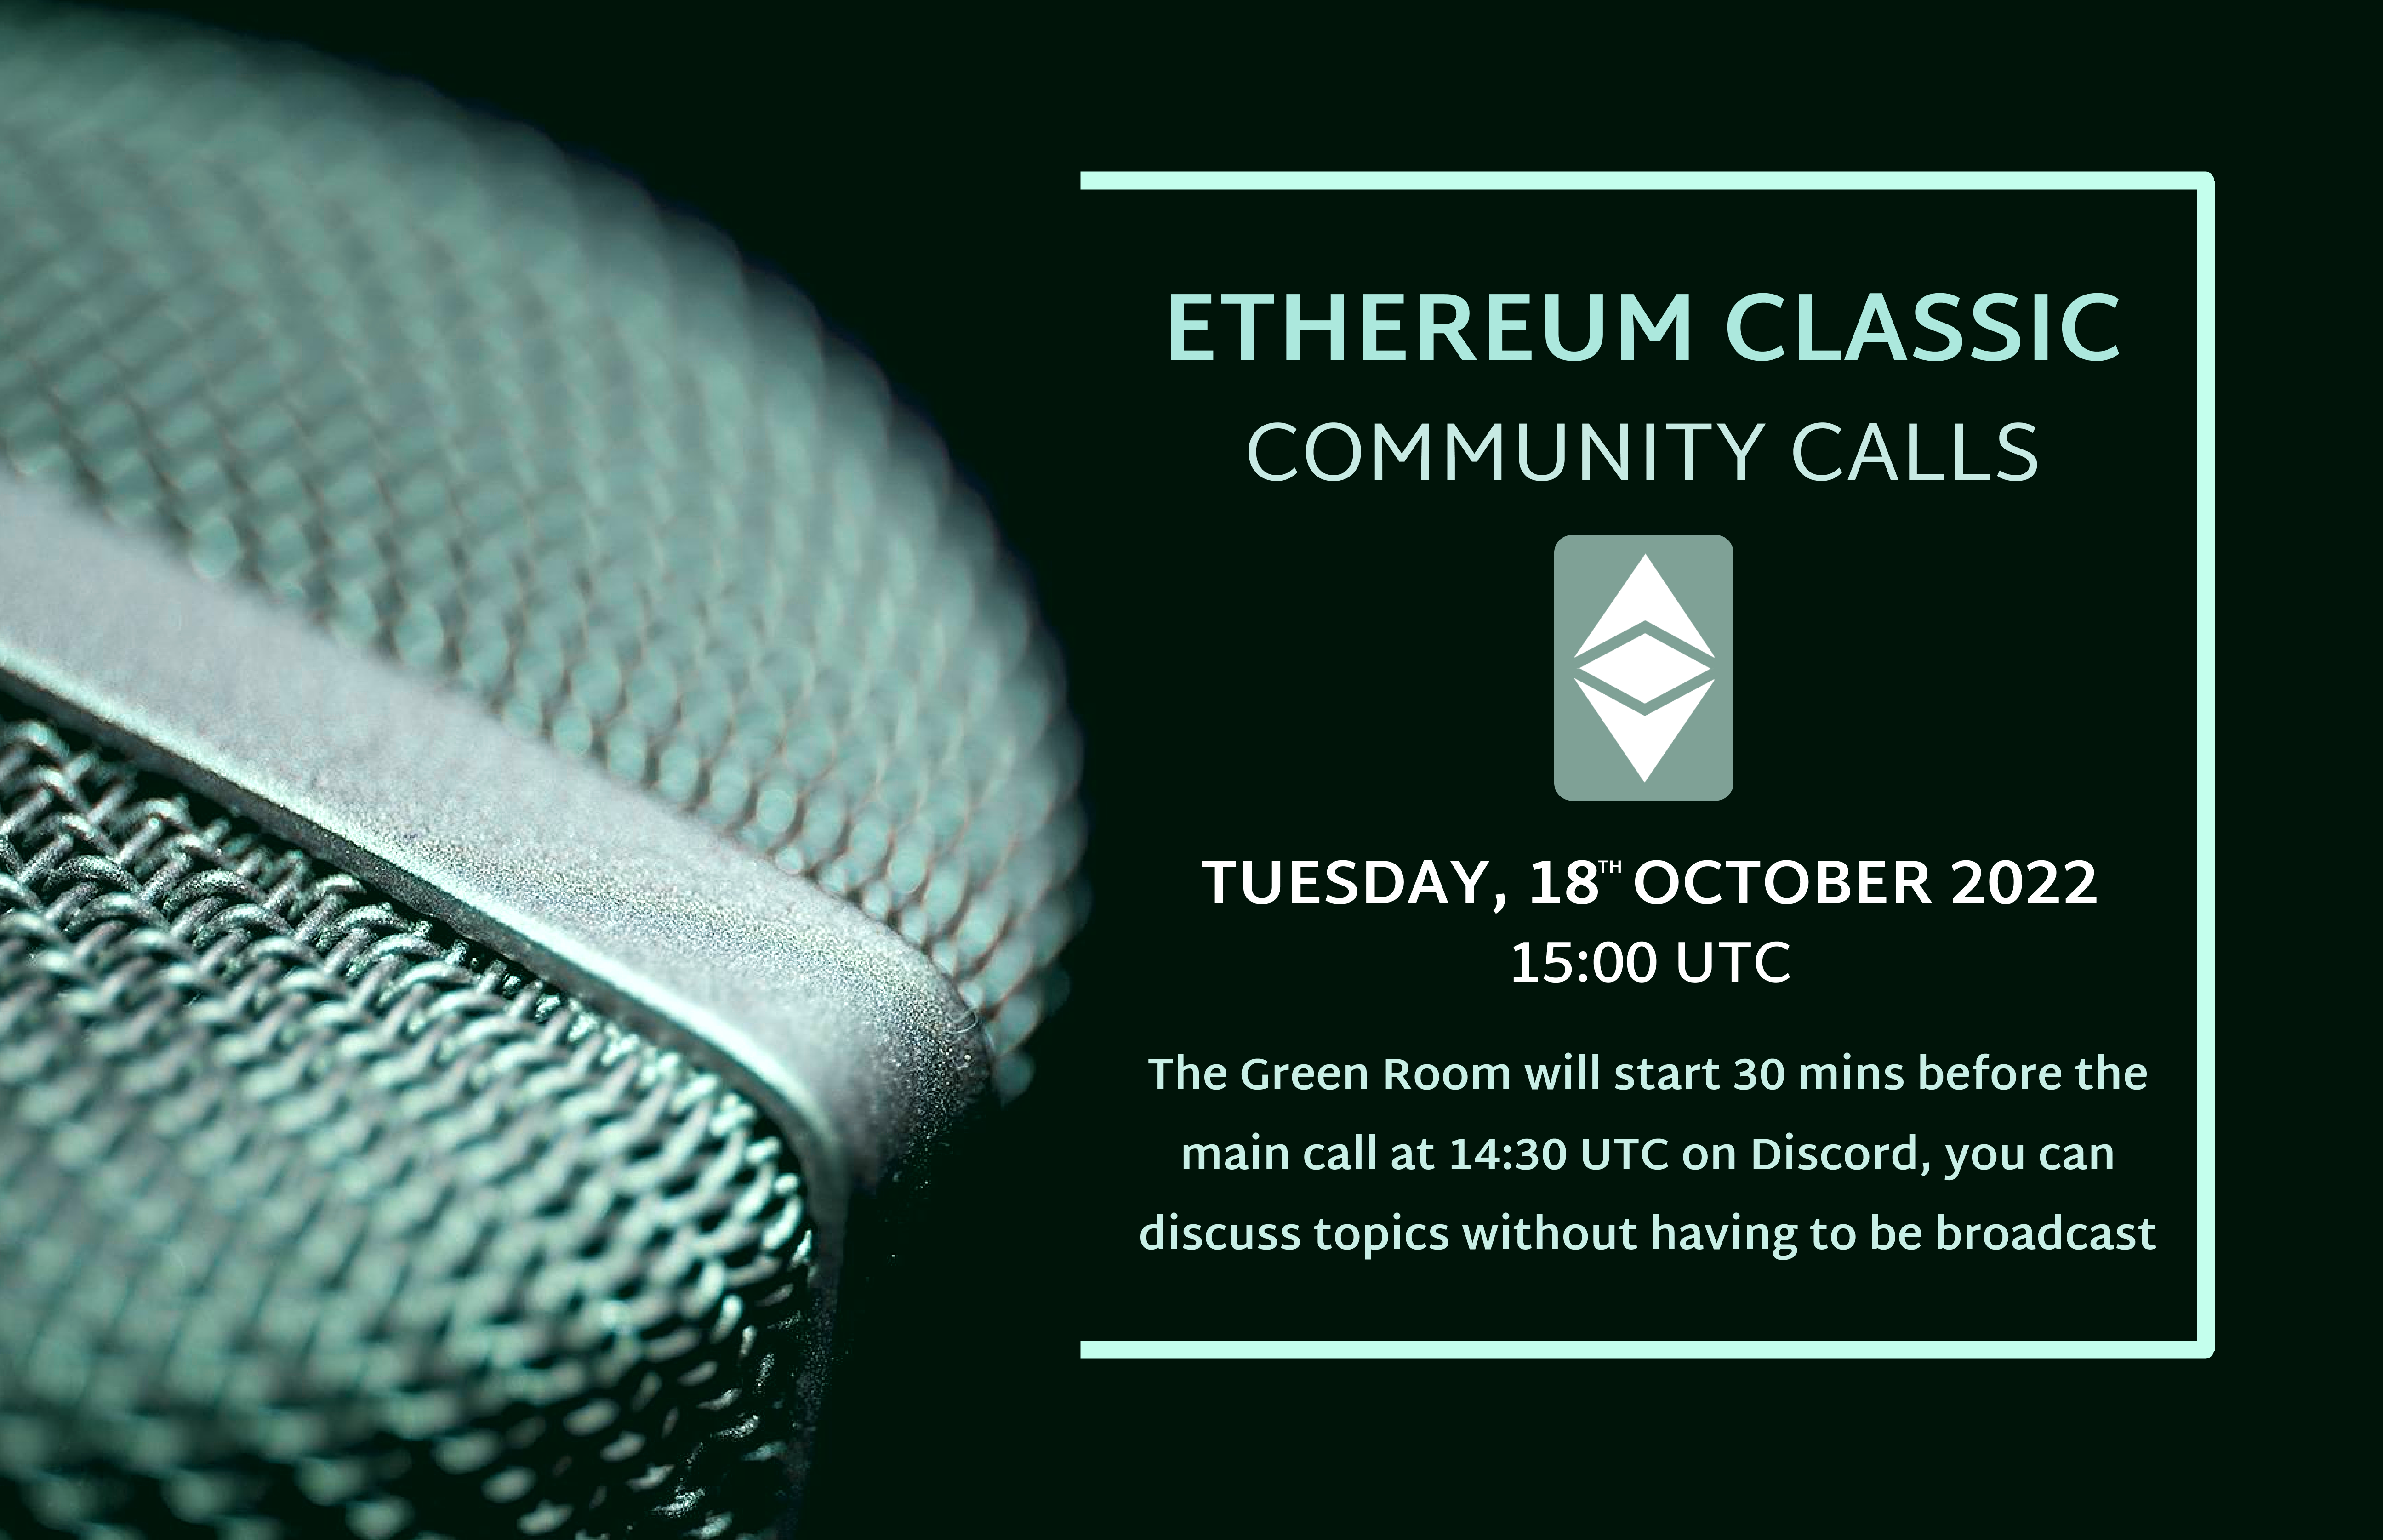 ETHEREUM CLASSIC
COMMUNITY CALLS
TUESDAY, 18TH OCTOBER 2022
15:00 UTC
The Green Room will start 30 mins before the
main call at 14:30 UTC on Discord, you can
discuss topics without having to be broadcast